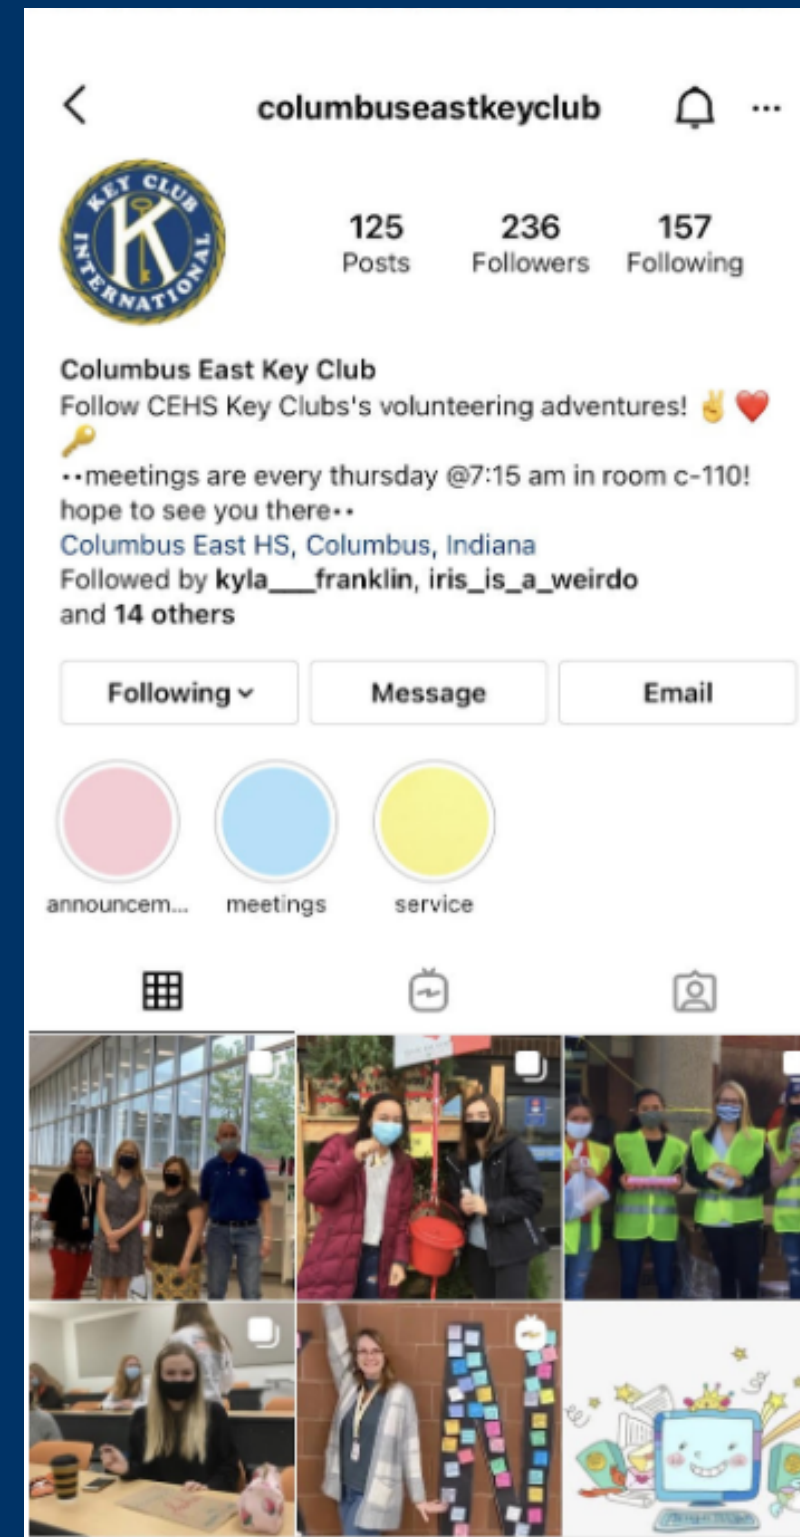 columbuseastkeyclub
KEY CLUB
K
INTERNATIONAL
125 236 157
Posts Followers Following
Columbus East Key Club
Follow CEHS Key Clubs's volunteering adventures! ✌️❤️
🔑
••meetings are every thursday @7:15 am in room c-110!
hope to see you there••
Columbus East HS, Columbus, Indiana
Followed by kyla___franklin, iris_is_a_weirdo
and 14 others
Following Message Email
announcem... meetings service